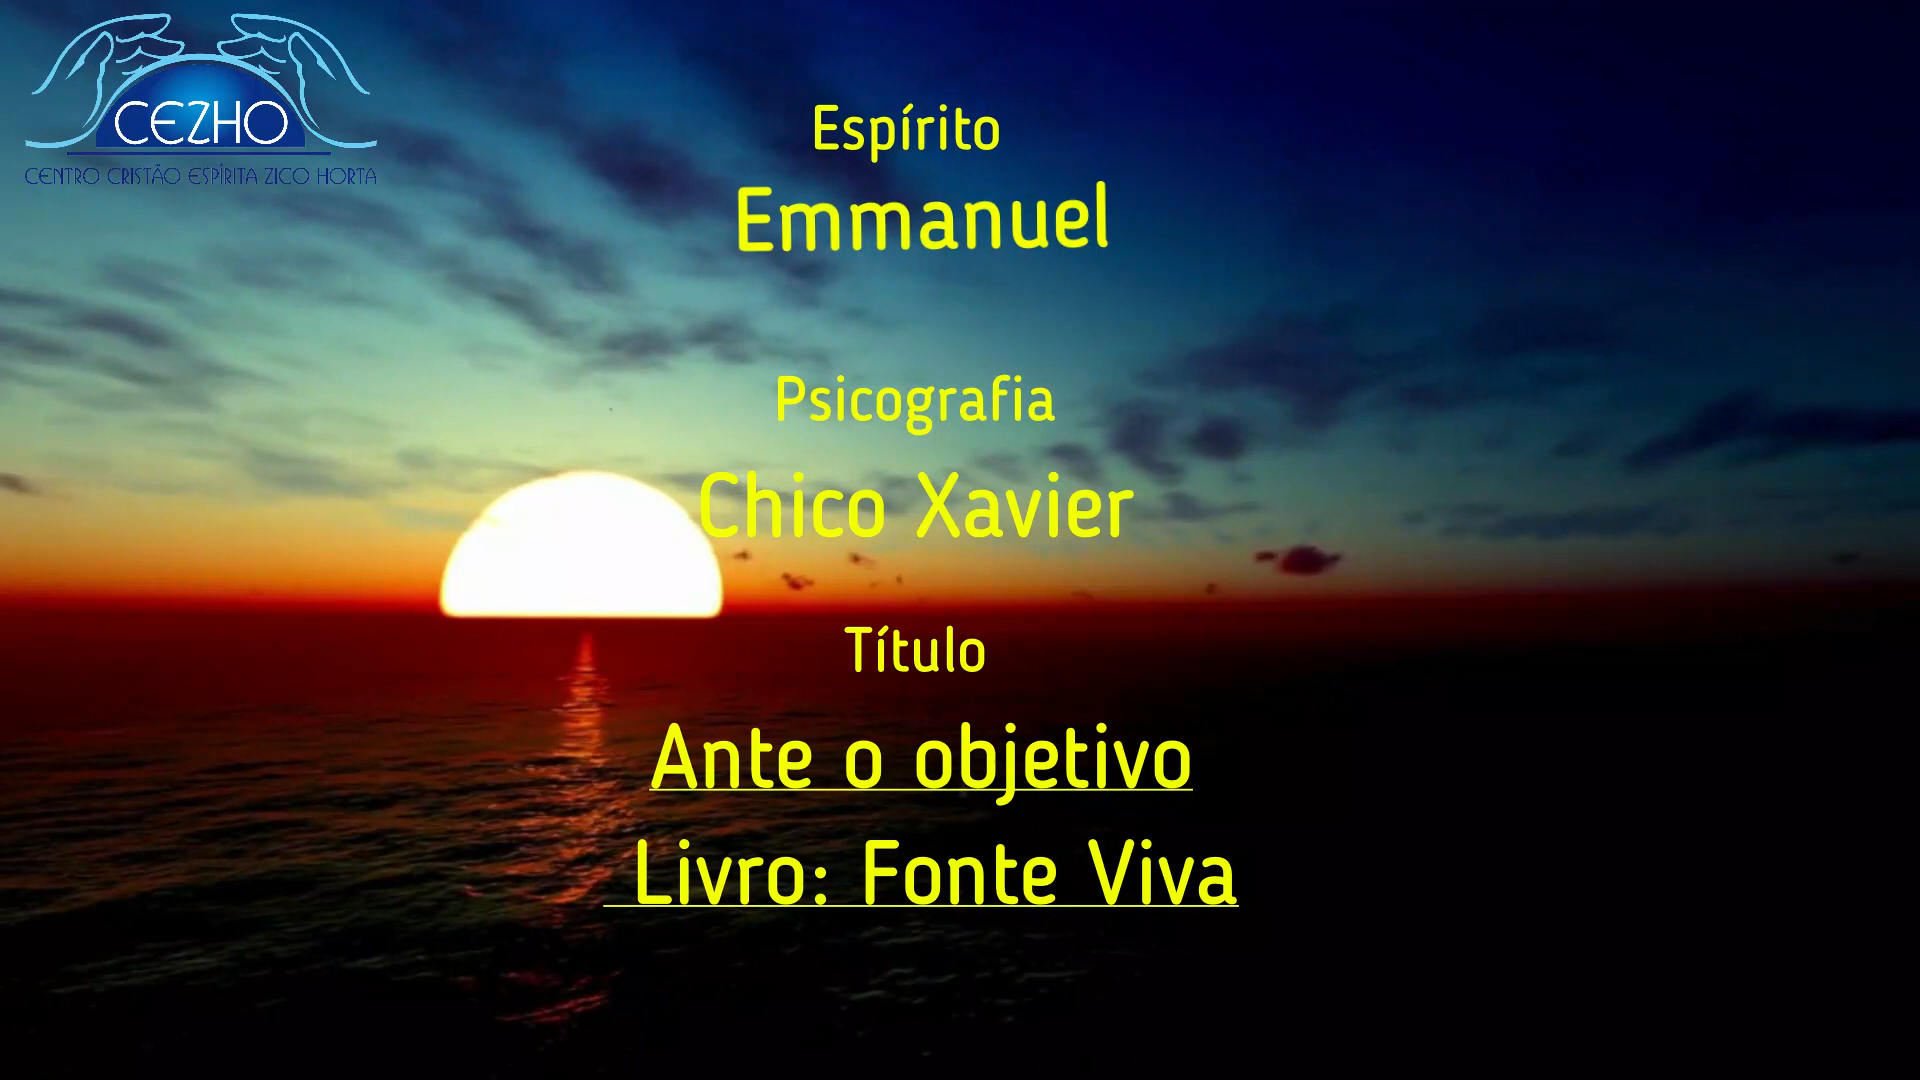 CEZHO
CENTRO CRISTÃO ESPÍRITA ZICO HORTA
Espírito
Emmanuel
Psicografia
Chico Xavier
Título
Ante o objetivo
Livro: Fonte Viva